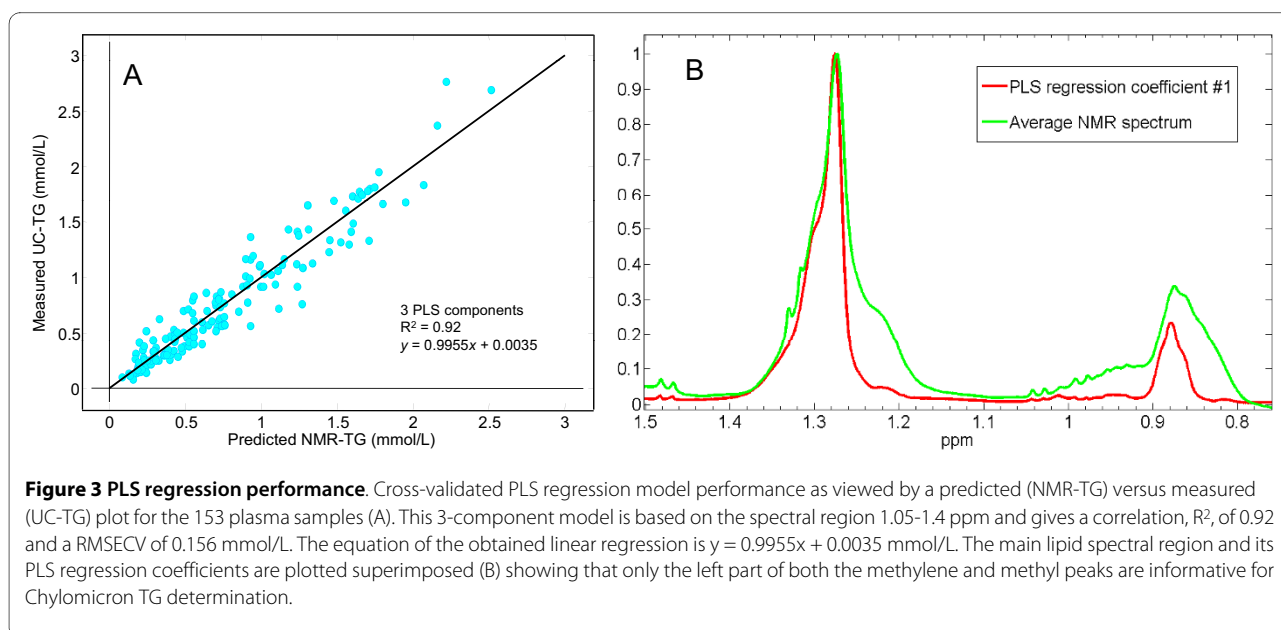 A
3
2.5
2
1.5
1
0.5
0
Measured UC-TG (mmol/L)
3 PLS components
R² = 0.92
y = 0.9955x + 0.0035
0 0.5 1 1.5 2 2.5 3
Predicted NMR-TG (mmol/L)
B
1
0.9
0.8
0.7
0.6
0.5
0.4
0.3
0.2
0.1
0
PLS regression coefficient #1
Average NMR spectrum
1.5 1.4 1.3 1.2 1.1 1 0.9 0.8
ppm
Figure 3 PLS regression performance. Cross-validated PLS regression model performance as viewed by a predicted (NMR-TG) versus measured
(UC-TG) plot for the 153 plasma samples (A). This 3-component model is based on the spectral region 1.05-1.4 ppm and gives a correlation, R², of 0.92
and a RMSECV of 0.156 mmol/L. The equation of the obtained linear regression is y = 0.9955x + 0.0035 mmol/L. The main lipid spectral region and its
PLS regression coefficients are plotted superimposed (B) showing that only the left part of both the methylene and methyl peaks are informative for
Chylomicron TG determination.